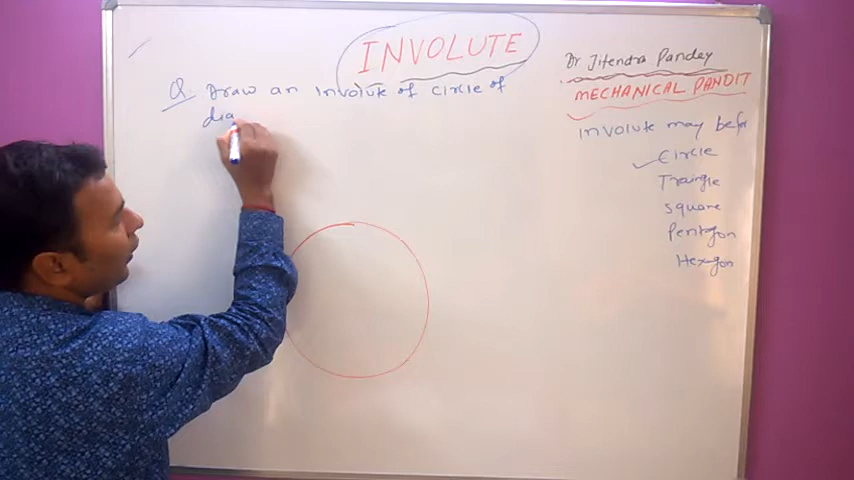 INVOLUTE
Q. Draw an involute of circle of
dia
Dr Jitendra Pandey
MECHANICAL PANDIT
involute may be for
Circle
Traingle
square
Pentagon
Hexagon